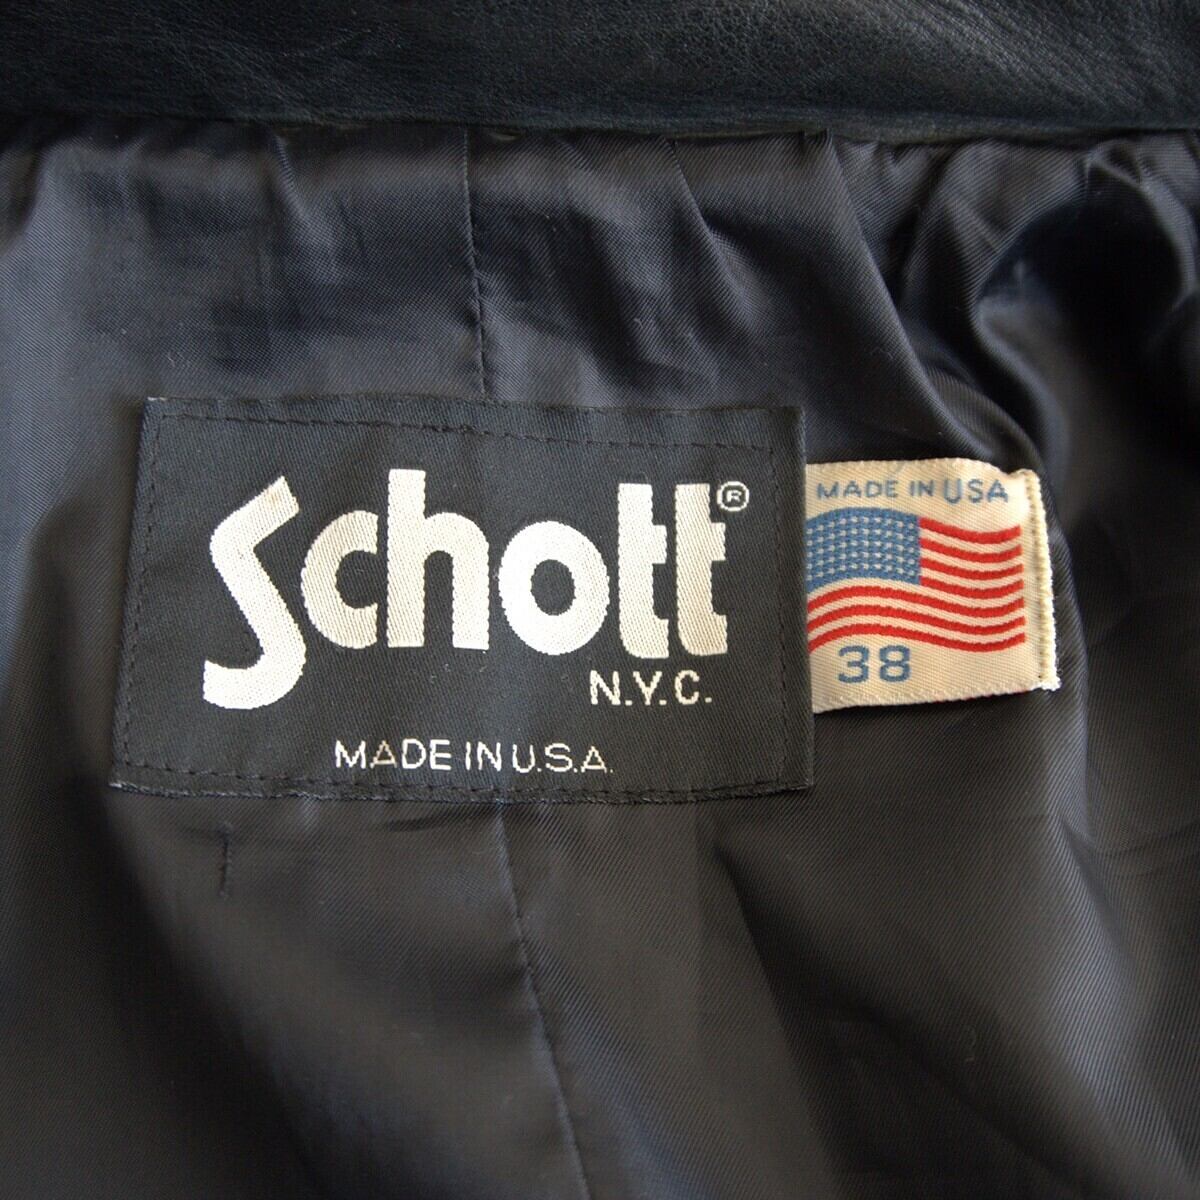 Schott®
N.Y.C.
MADE IN U.S.A.
MADE IN USA
38